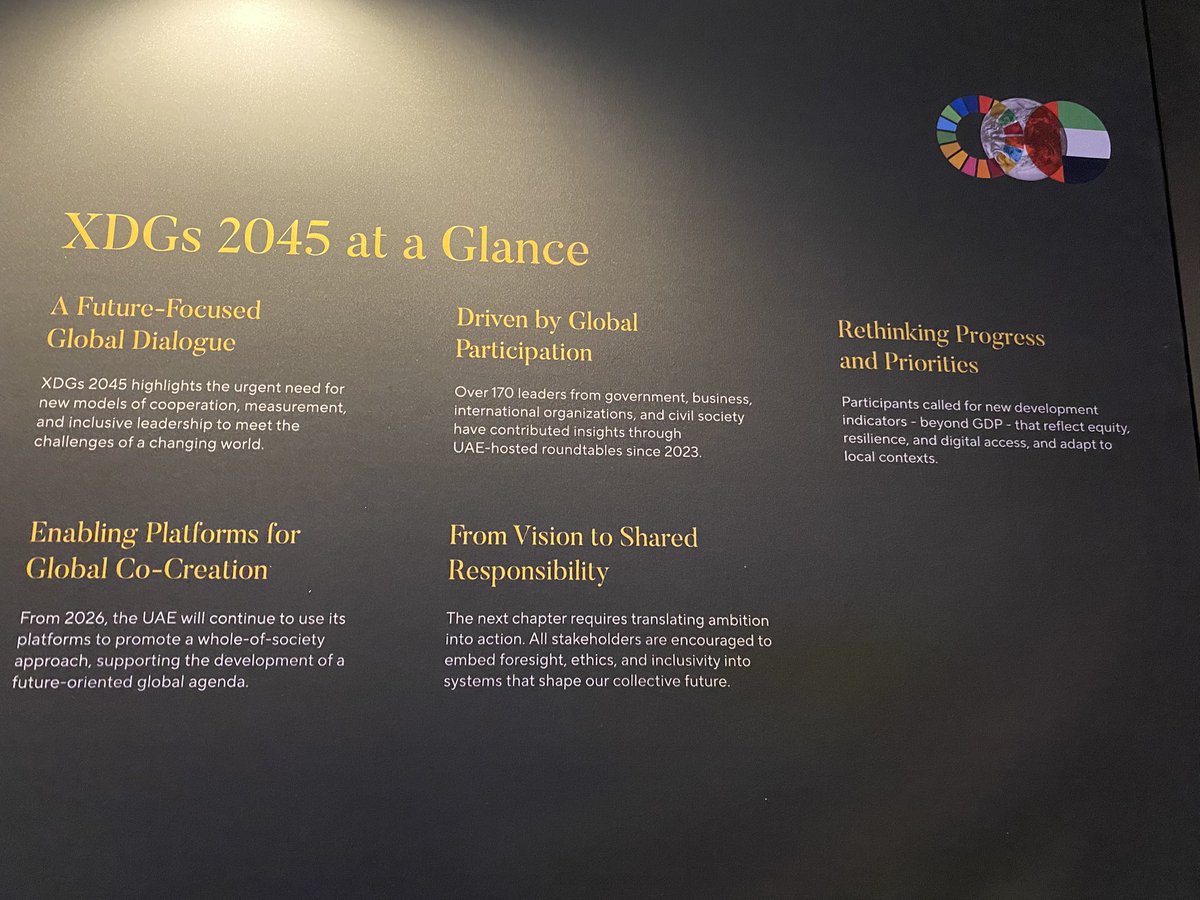 XDGs 2045 at a Glance
A Future-Focused
Global Dialogue
XDGs 2045 highlights the urgent need for
new models of cooperation, measurement,
and inclusive leadership to meet the
challenges of a changing world.
Driven by Global
Participation
Over 170 leaders from government, business,
international organizations, and civil society
have contributed insights through
UAE-hosted roundtables since 2023.
Rethinking Progress
and Priorities
Participants called for new development
indicators - beyond GDP - that reflect equity,
resilience, and digital access, and adapt to
local contexts.
Enabling Platforms for
Global Co-Creation
From 2026, the UAE will continue to use its
platforms to promote a whole-of-society
approach, supporting the development of a
future-oriented global agenda.
From Vision to Shared
Responsibility
The next chapter requires translating ambition
into action. All stakeholders are encouraged to
embed foresight, ethics, and inclusivity into
systems that shape our collective future.